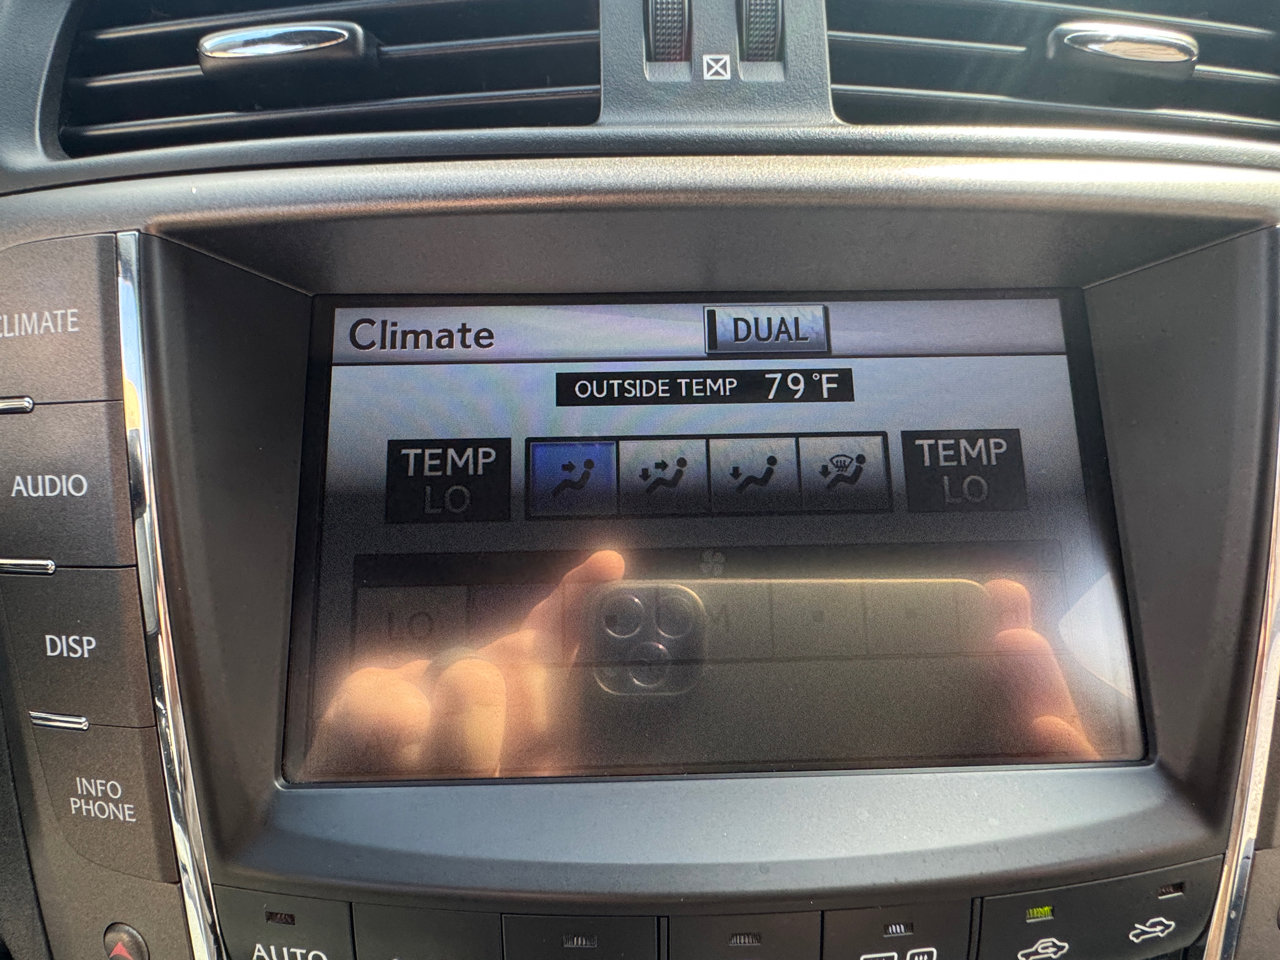 CLIMATE
AUDIO
DISP
INFO
PHONE
Climate
DUAL
OUTSIDE TEMP 79°F
TEMP
LO
TEMP
LO
LO
AUTO